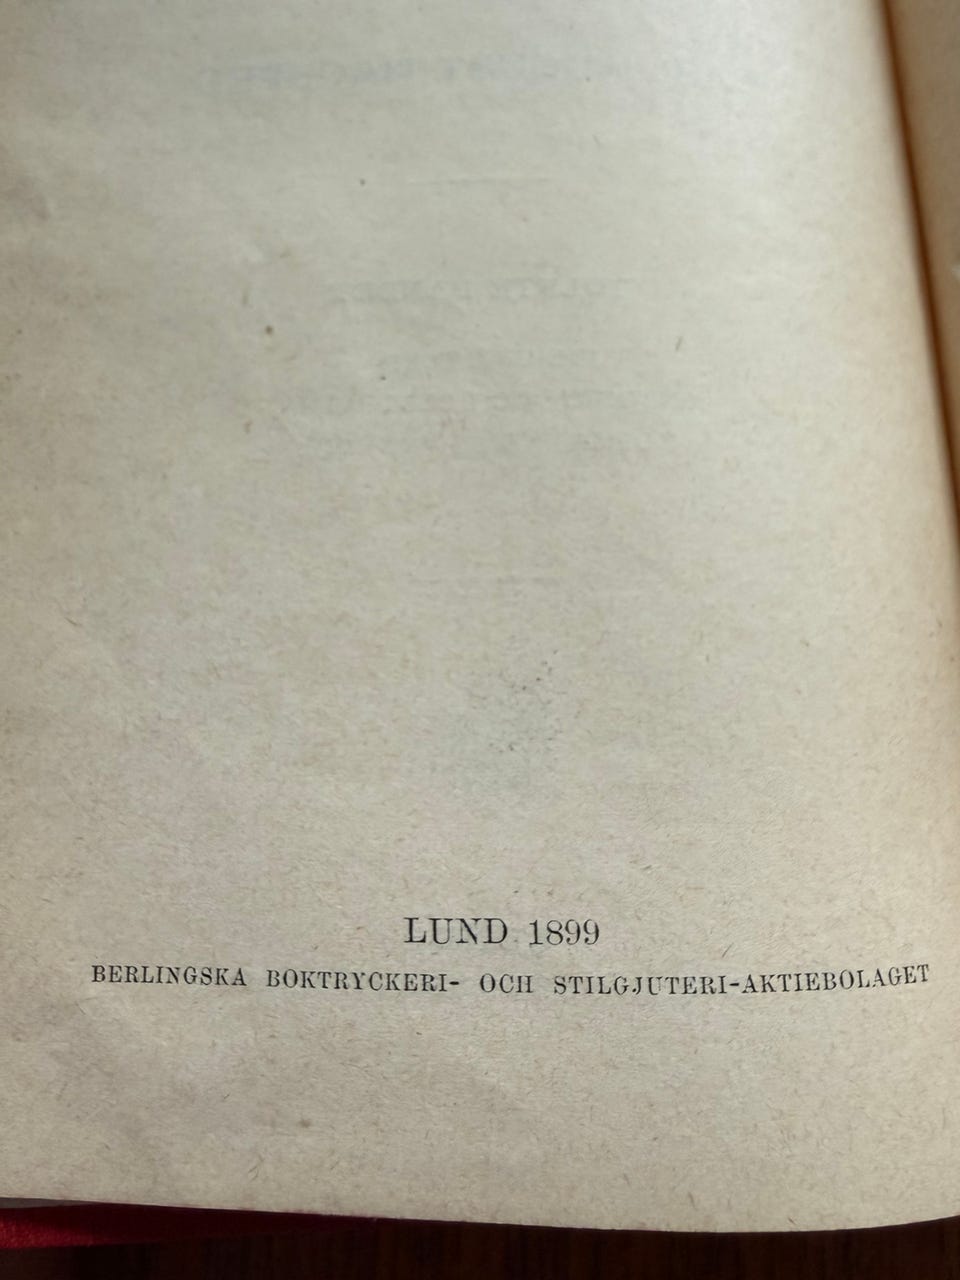 LUND 1899
BERLINGSKA BOKTRYCKERI- OCH STILGJUTERI-AKTIEBOLAGET